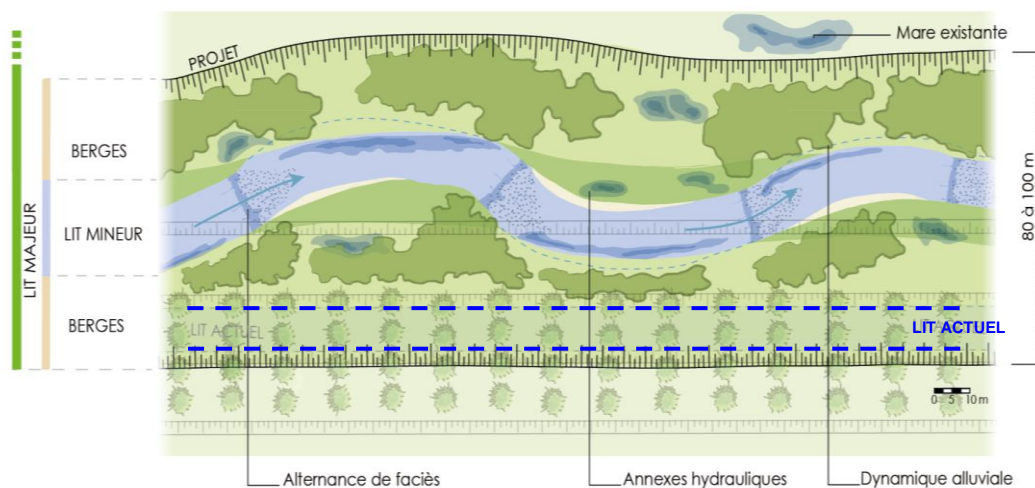 Mare existante
PROJET
BERGES
LIT MINEUR
LIT MAJEUR
BERGES
80 à 100 m
LIT ACTUEL
LIT ACTUEL
0 5 10 m
Alternance de faciès
Annexes hydrauliques
Dynamique alluviale